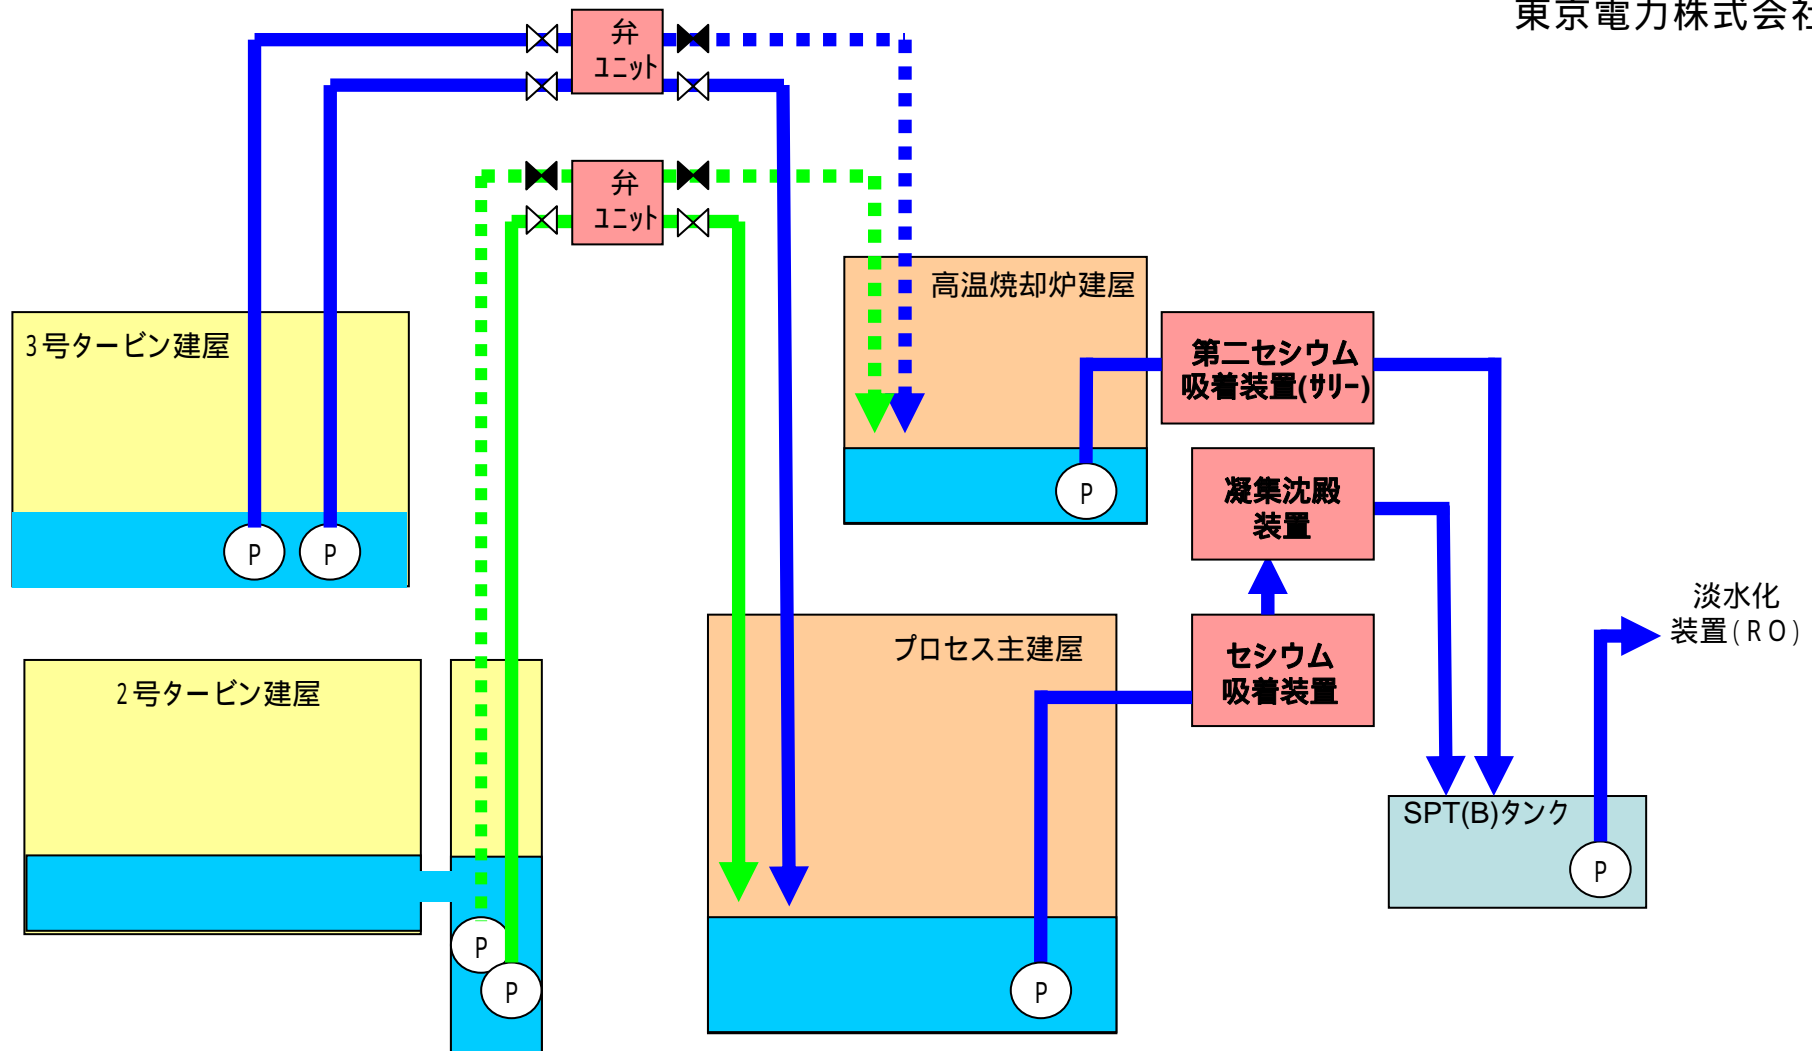 東京電力株式会社
弁
ユニット
弁
ユニット
高温焼却炉建屋
3号タービン建屋
第二セシウム
吸着装置(サリー)
P
凝集沈殿
装置
P
P
淡水化
装置(RO)
プロセス主建屋
セシウム
吸着装置
2号タービン建屋
SPT(B)タンク
P
P
P
P